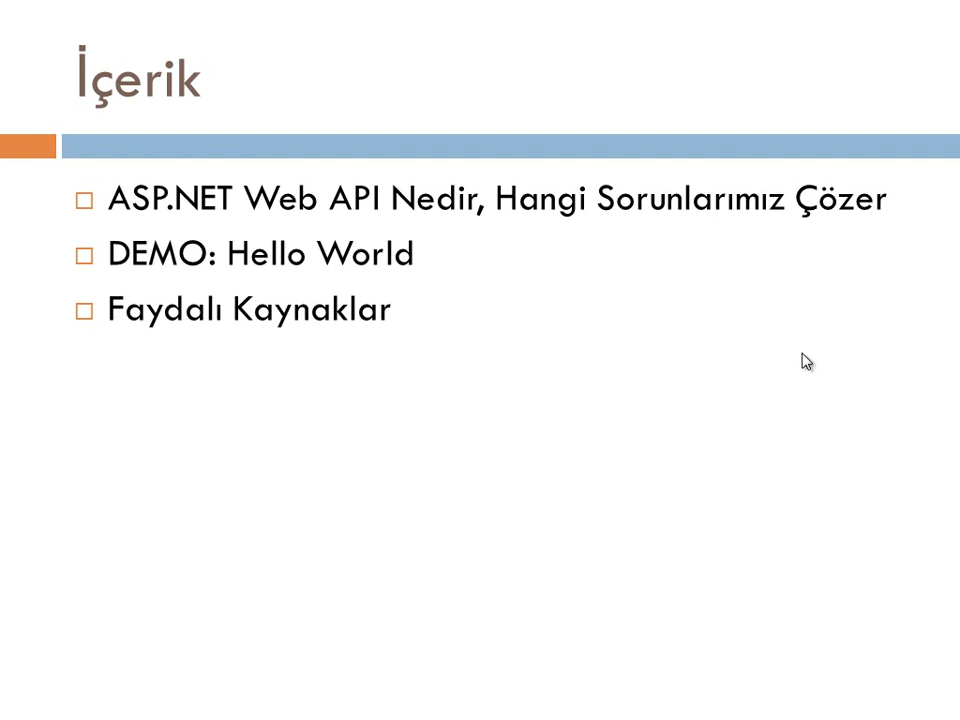 İçerik
ASP.NET Web API Nedir, Hangi Sorunlarımız Çözer
DEMO: Hello World
Faydalı Kaynaklar